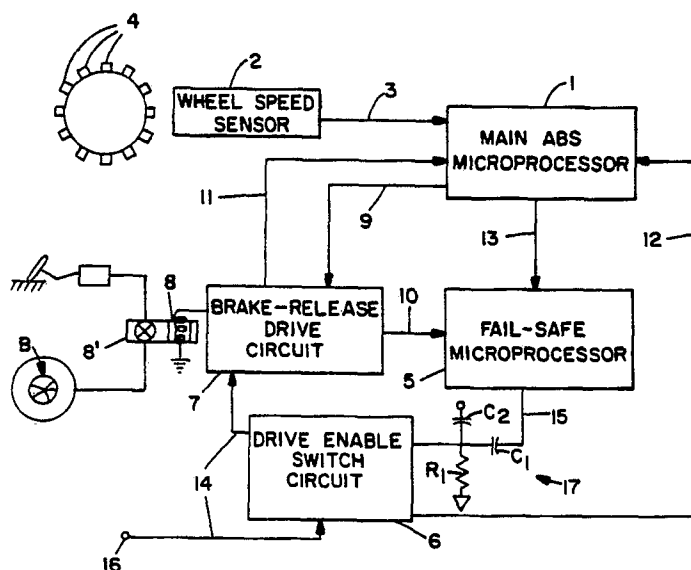 4
2
WHEEL SPEED
SENSOR
3
1
MAIN ABS
MICROPROCESSOR
11
9
13
12
8
8'
B
BRAKE-RELEASE
DRIVE
CIRCUIT
7
10
FAIL-SAFE
MICROPROCESSOR
5
14
DRIVE ENABLE
SWITCH
CIRCUIT
6
C2
R1
C1
15
17
16